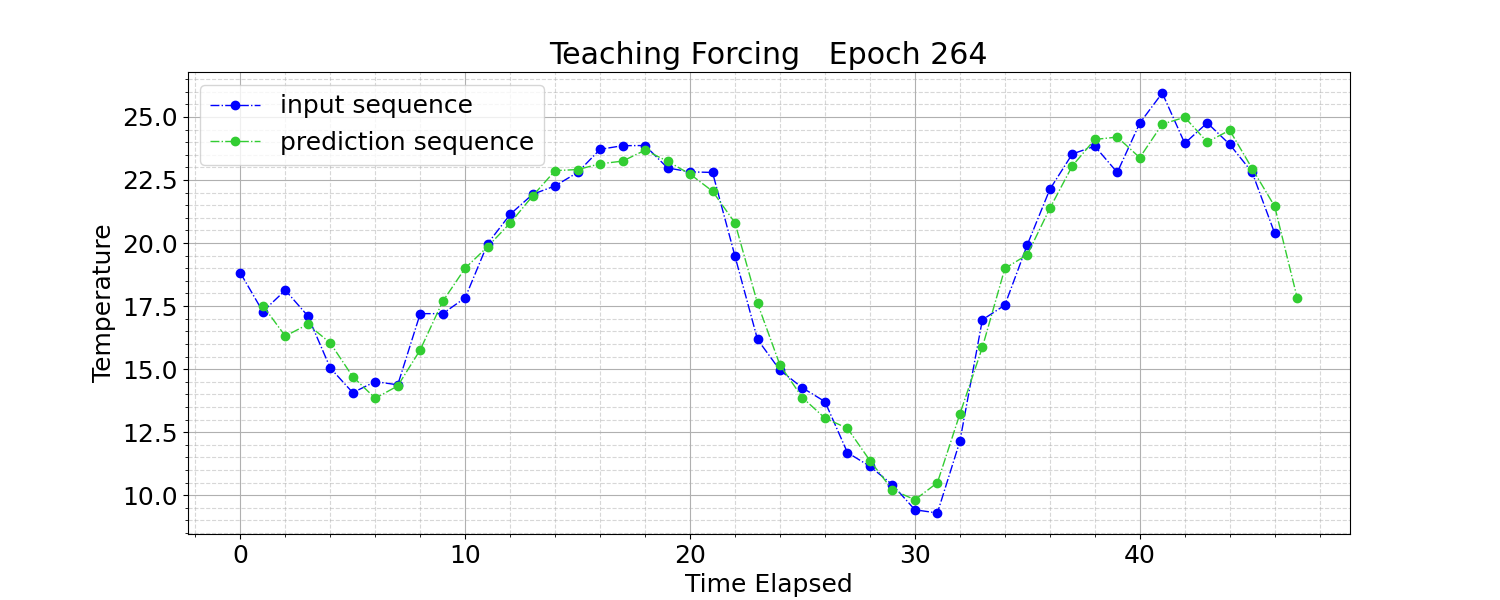 Teaching Forcing   Epoch 264
input sequence
prediction sequence
25.0
22.5
20.0
17.5
15.0
12.5
10.0
Temperature
0 10 20 30 40
Time Elapsed